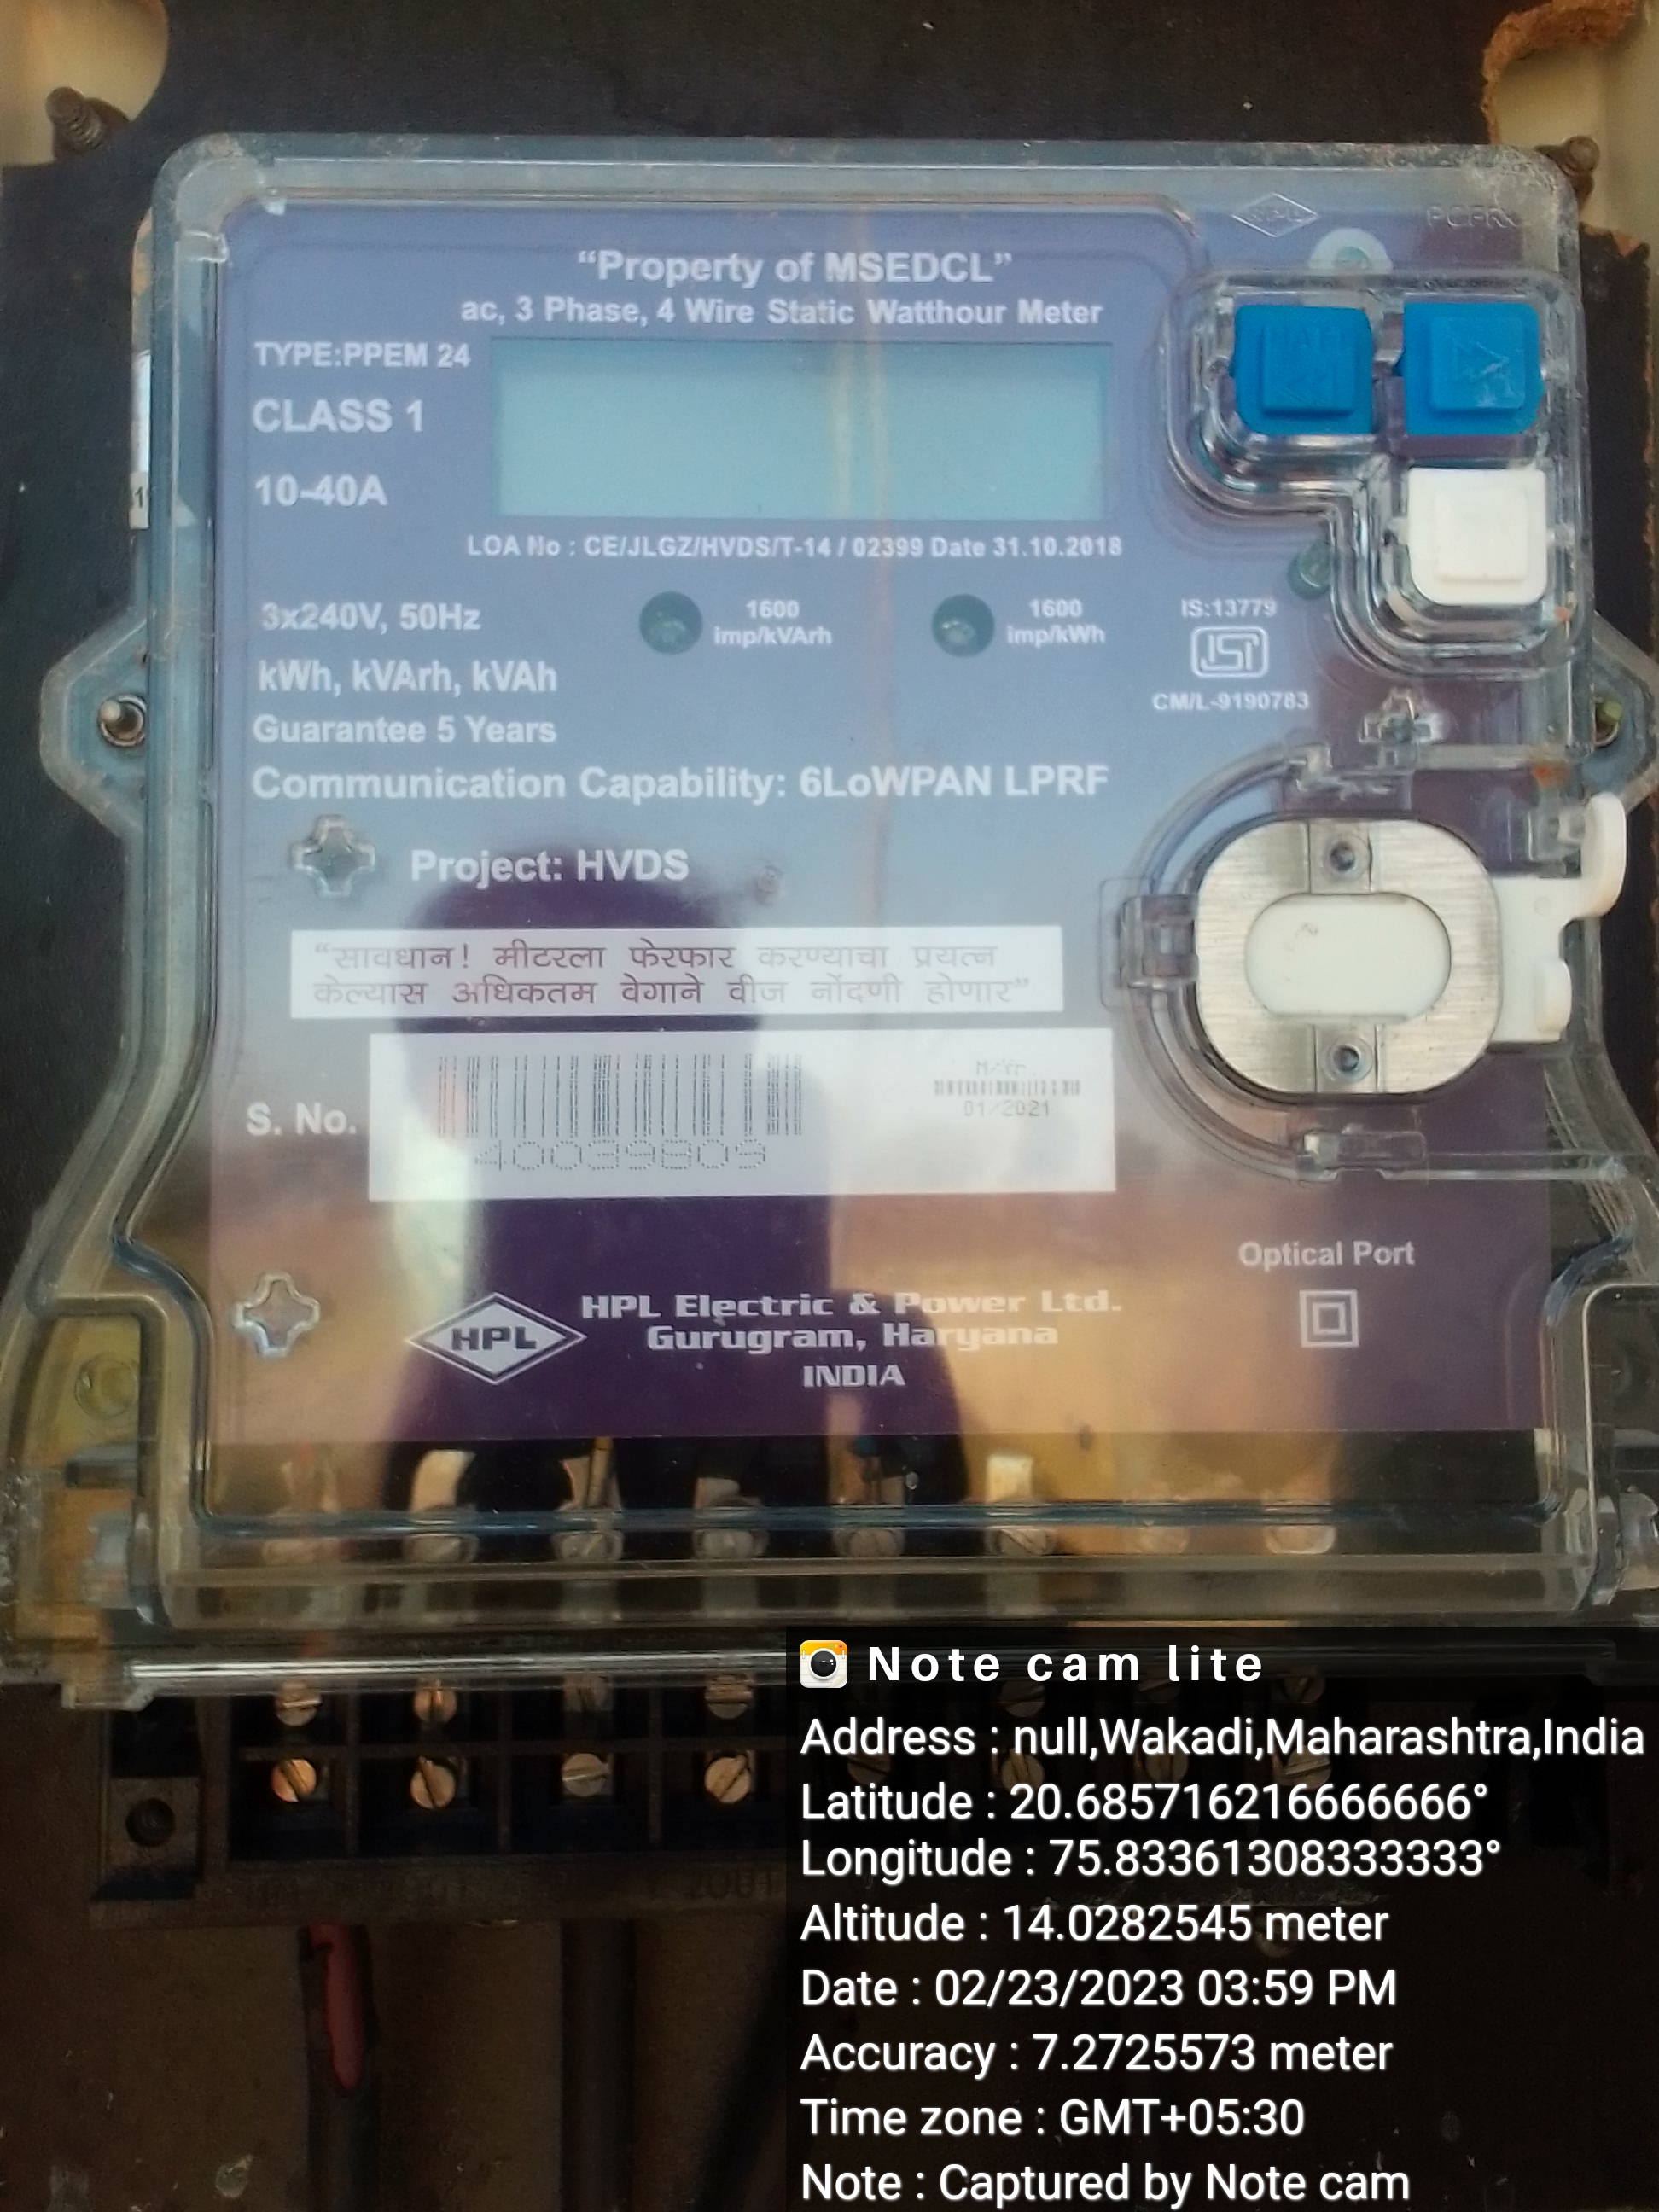 HPL
"Property of MSEDCL"
ac, 3 Phase, 4 Wire Static Watthour Meter
TYPE:PPEM 24
CLASS 1
10-40A
LOA No : CE/JLGZ/HVDS/T-14 / 02399 Date 31.10.2018
3x240V, 50Hz
1600
imp/kVArh
1600
imp/kWh
IS:13779
ISI
CM/L-9190783
kWh, kVArh, kVAh
Guarantee 5 Years
Communication Capability: 6LoWPAN LPRF
Project: HVDS
"सावधान! मीटरला फेरफार करण्याचा प्रयत्न
केल्यास अधिकतम वेगाने वीज नोंदणी होणार"
S. No.
40039809
M/Yr.
01/2021
Optical Port
HPL
HPL Electric & Power Ltd.
Gurugram, Haryana
INDIA
Note cam lite
Address : null,Wakadi,Maharashtra,India
Latitude : 20.685716216666666°
Longitude : 75.83361308333333°
Altitude : 14.0282545 meter
Date : 02/23/2023 03:59 PM
Accuracy : 7.2725573 meter
Time zone : GMT+05:30
Note : Captured by Note cam